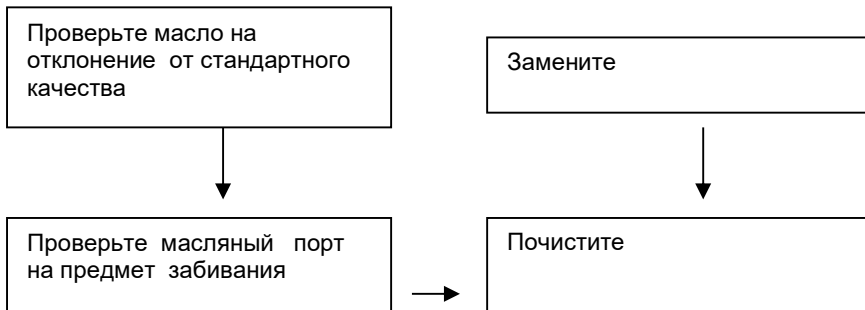 Проверьте масло на
отклонение от стандартного
качества
Замените
Проверьте масляный порт
на предмет забивания
Почистите